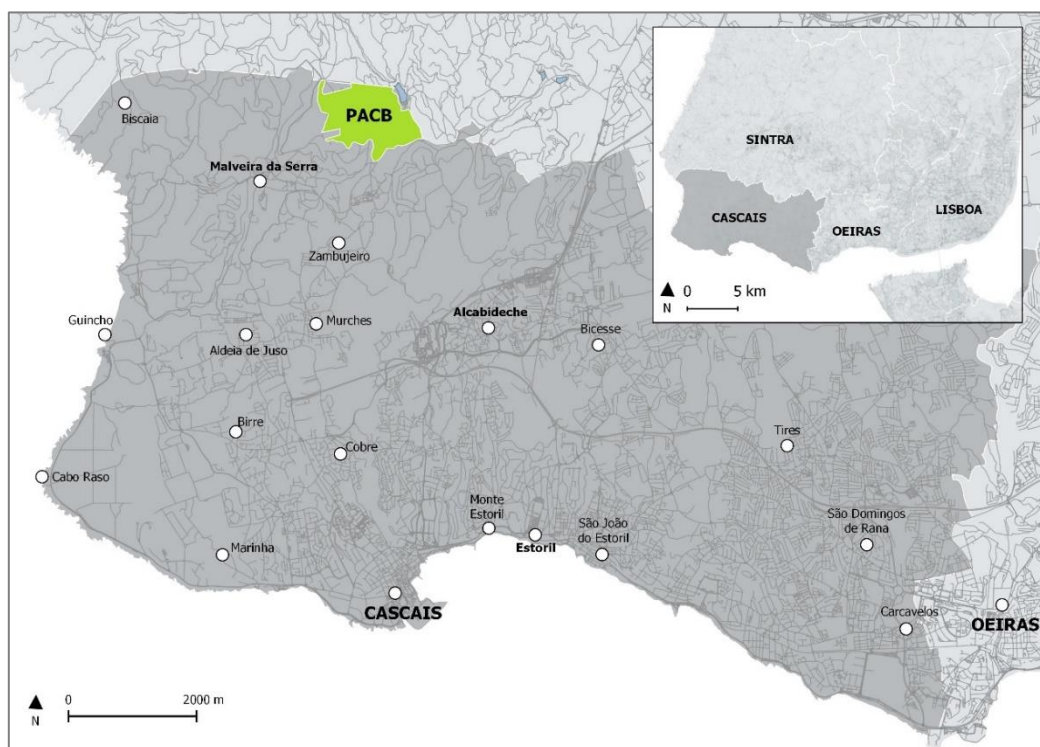 PACB
Biscaia
Malveira da Serra
Zambujeiro
Guincho
Murches
Aldeia de Juso
Alcabideche
Bicesse
Birre
Cobre
Tires
Cabo Raso
Monte
Estoril
São João
do Estoril
Estoril
São Domingos
de Rana
Marinha
CASCAIS
Carcavelos
OEIRAS
N
0
2000 m
SINTRA
CASCAIS
OEIRAS
LISBOA
N
0
5 km